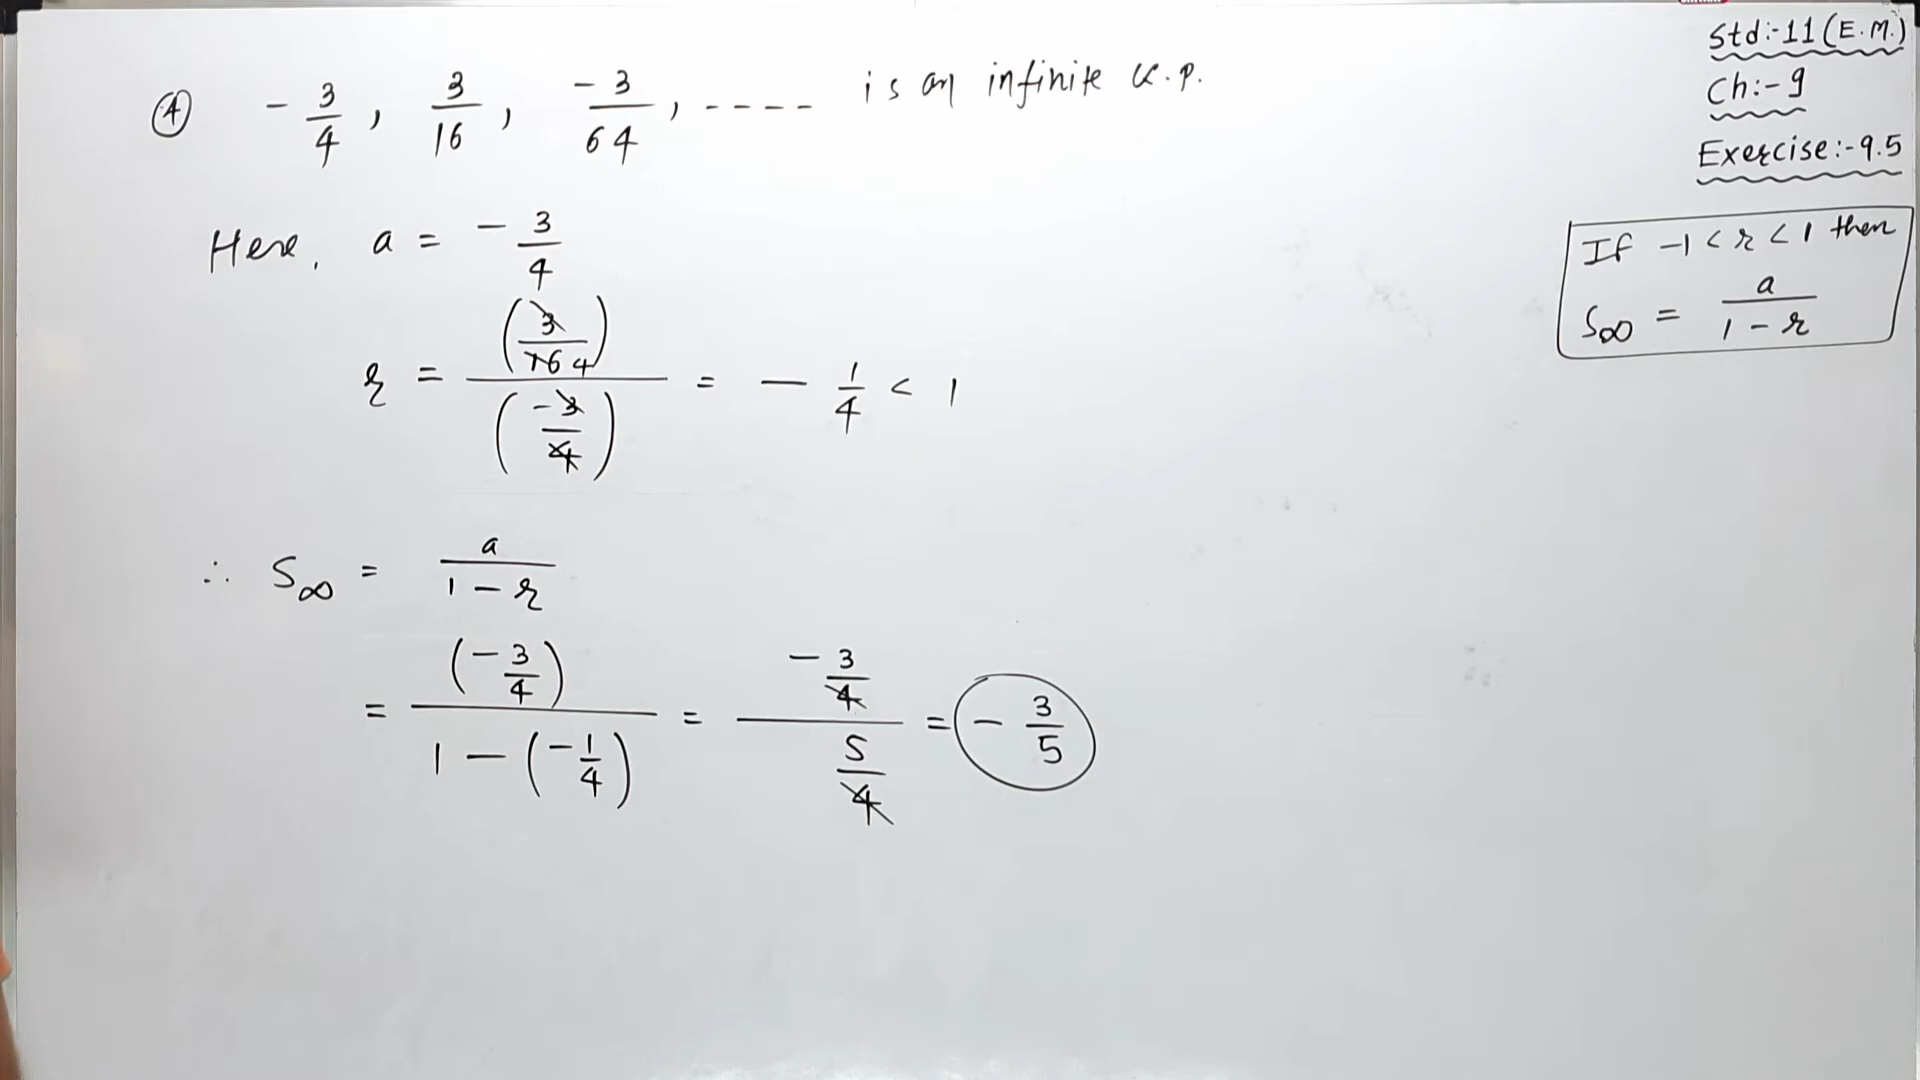 ④ - 3/4 , 3/16 , -3/64 , ---- is an infinite G.P.
Here, a = - 3/4
r = (3/16 4) / (-3/4) = - 1/4 < 1
∴ S∞ = a / 1 - r
= (-3/4) / 1 - (-1/4) = -3/4 / 5/4 = - 3/5
Std:-11 (E.M.)
Ch:-9
Exercise:-9.5
If -1 < r < 1 then
S∞ = a / 1 - r